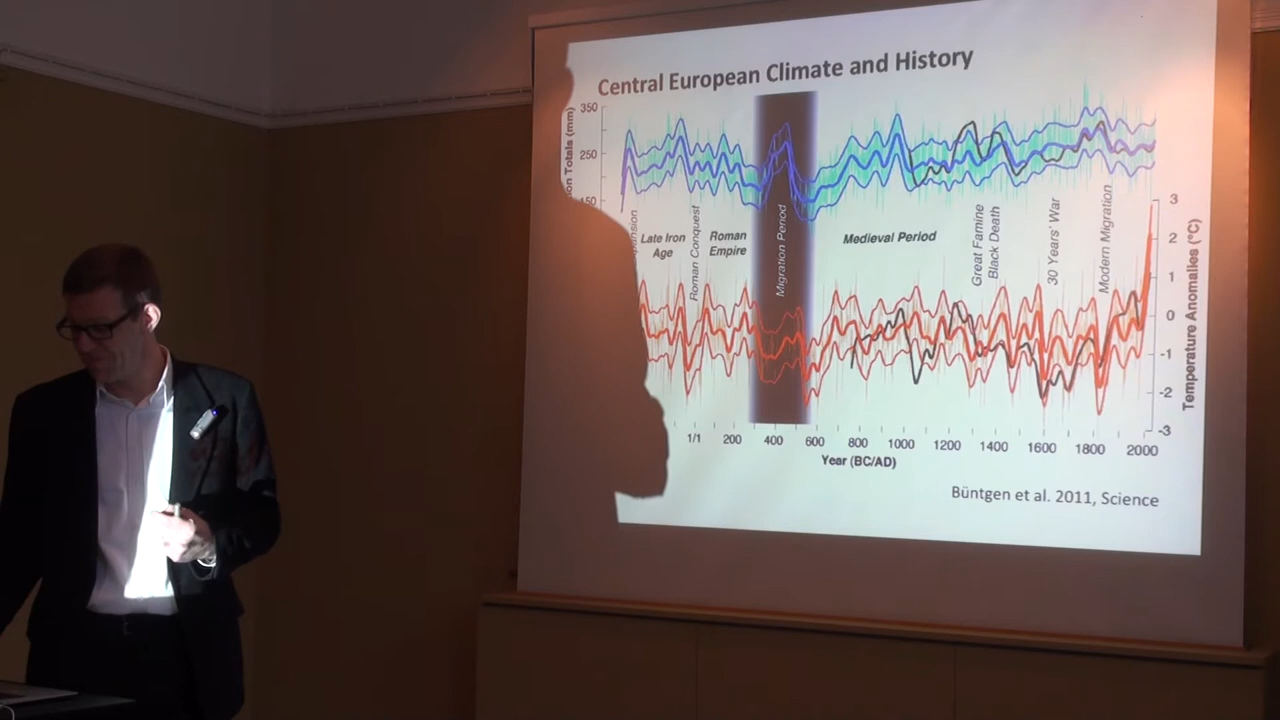 Central European Climate and History
350
250
150
on Totals (mm)
Late Iron
Age
Roman Conquest
Roman
Empire
Migration Period
Medieval Period
Great Famine
Black Death
30 Years' War
Modern Migration
3
2
1
0
-1
-2
-3
Temperature Anomalies (°C)
1/1 200 400 600 800 1000 1200 1400 1600 1800 2000
Year (BC/AD)
Büntgen et al. 2011, Science